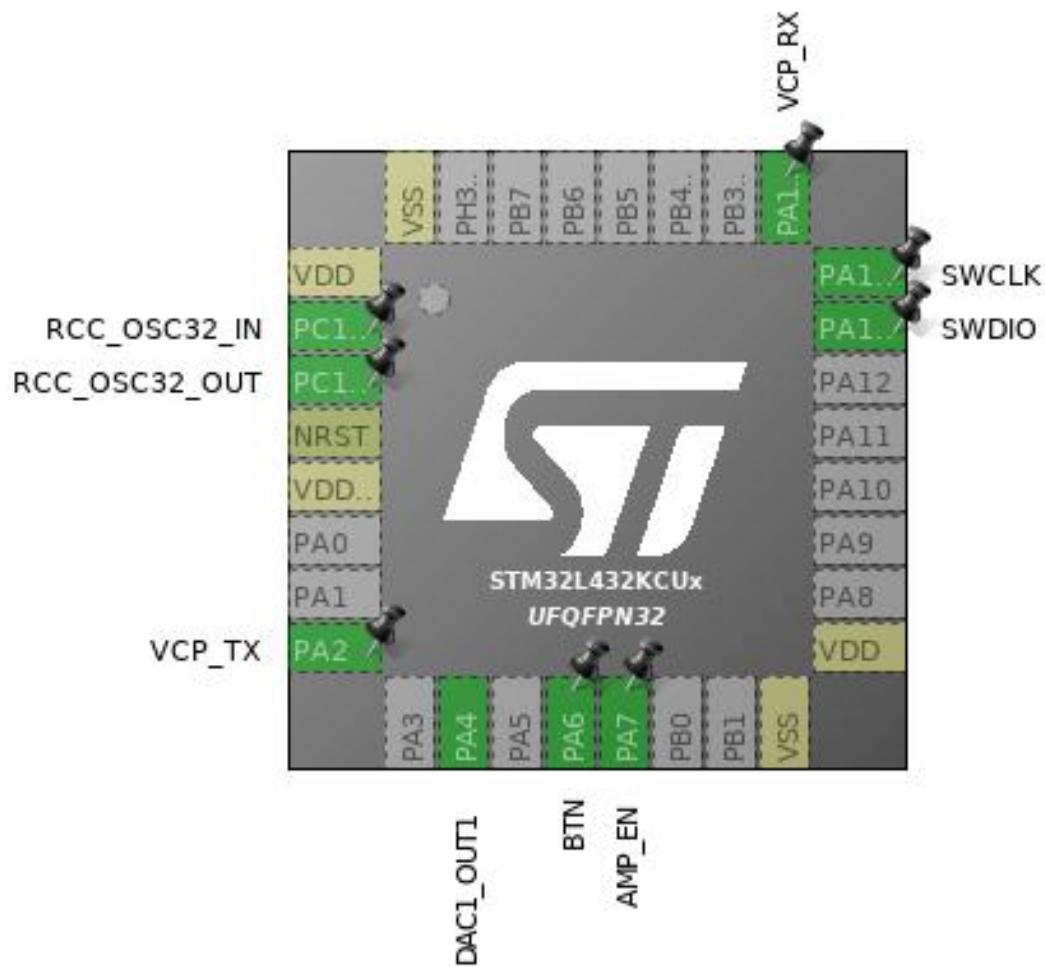 VCP_RX
VSS
PH3..
PB7
PB6
PB5
PB4..
PB3..
PA1..
VDD
PA1..
SWCLK
RCC_OSC32_IN
PC1..
PA1..
SWDIO
RCC_OSC32_OUT
PC1..
PA12
NRST
PA11
VDD..
PA10
PA0
PA9
PA1
PA8
STM32L432KCUx
UFQFPN32
VCP_TX
PA2
VDD
PA3
PA4
PA5
PA6
PA7
PB0
PB1
VSS
DAC1_OUT1
BTN
AMP_EN